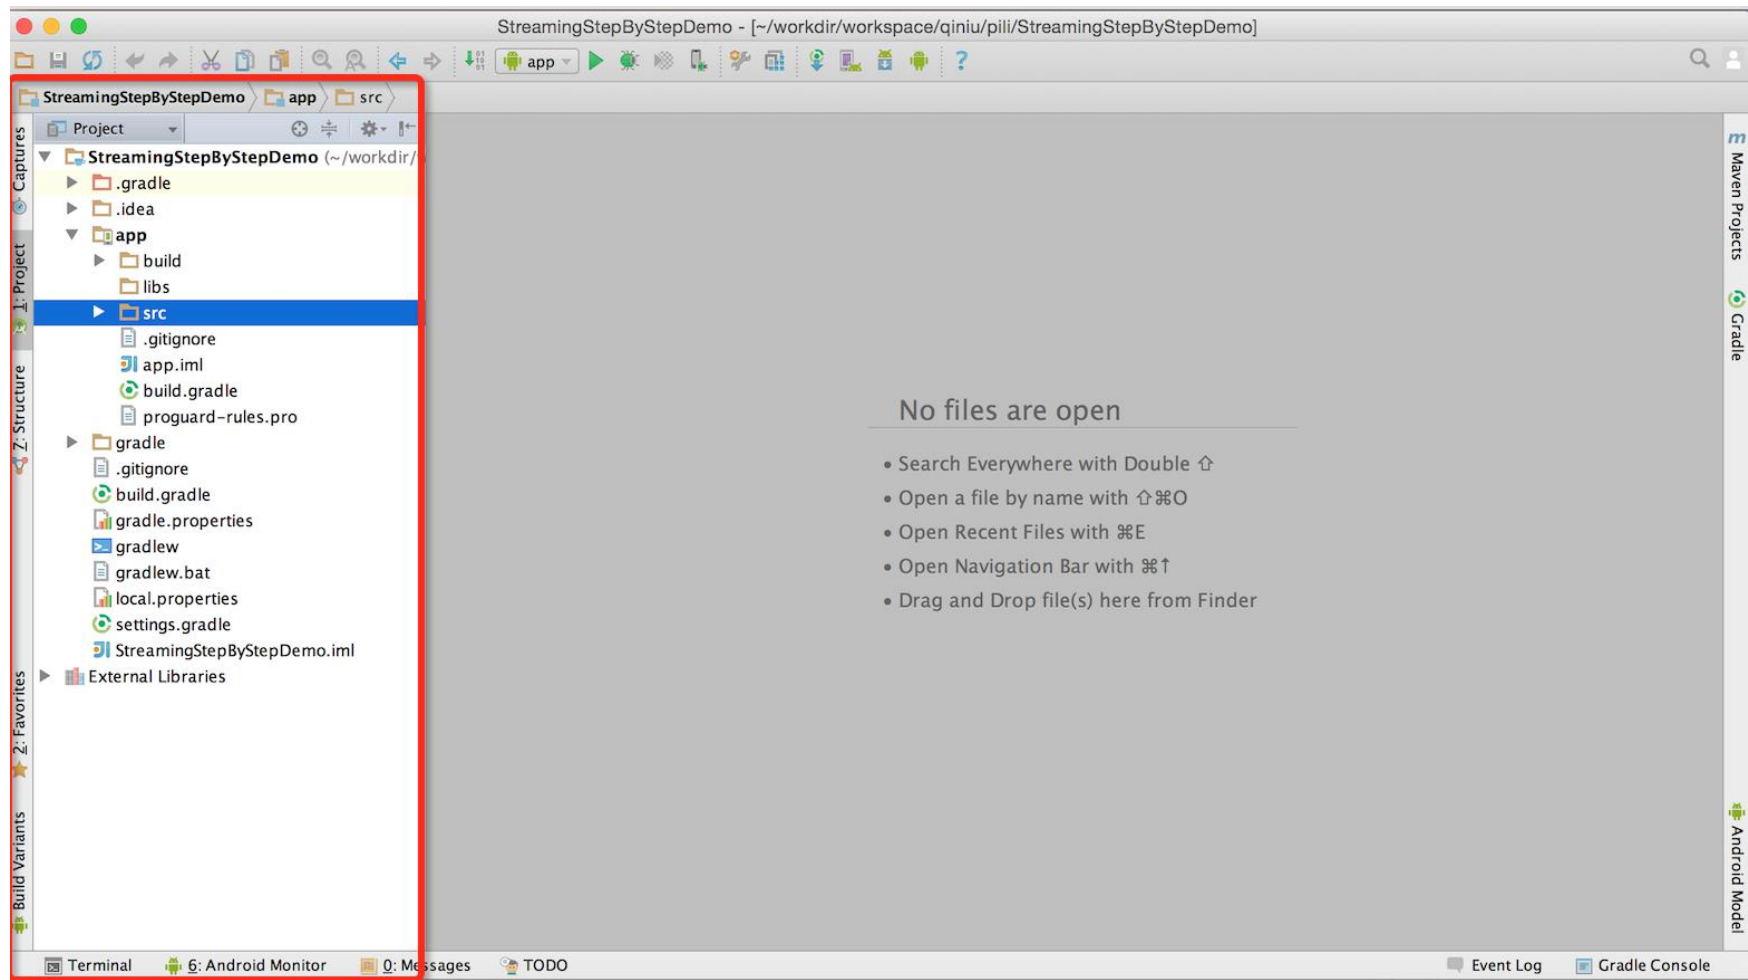 StreamingStepByStepDemo - [~/workdir/workspace/qiniu/pili/StreamingStepByStepDemo]
app
?
StreamingStepByStepDemo app src
Project
StreamingStepByStepDemo (~/workdir/
.gradle
.idea
app
build
libs
src
.gitignore
app.iml
build.gradle
proguard-rules.pro
gradle
.gitignore
build.gradle
gradle.properties
gradlew
gradlew.bat
local.properties
settings.gradle
StreamingStepByStepDemo.iml
External Libraries
Captures
1: Project
7: Structure
2: Favorites
Build Variants
No files are open
• Search Everywhere with Double ⇧
• Open a file by name with ⇧⌘O
• Open Recent Files with ⌘E
• Open Navigation Bar with ⌘↑
• Drag and Drop file(s) here from Finder
m Maven Projects
Gradle
Android Model
Terminal 6: Android Monitor 0: Messages TODO Event Log Gradle Console